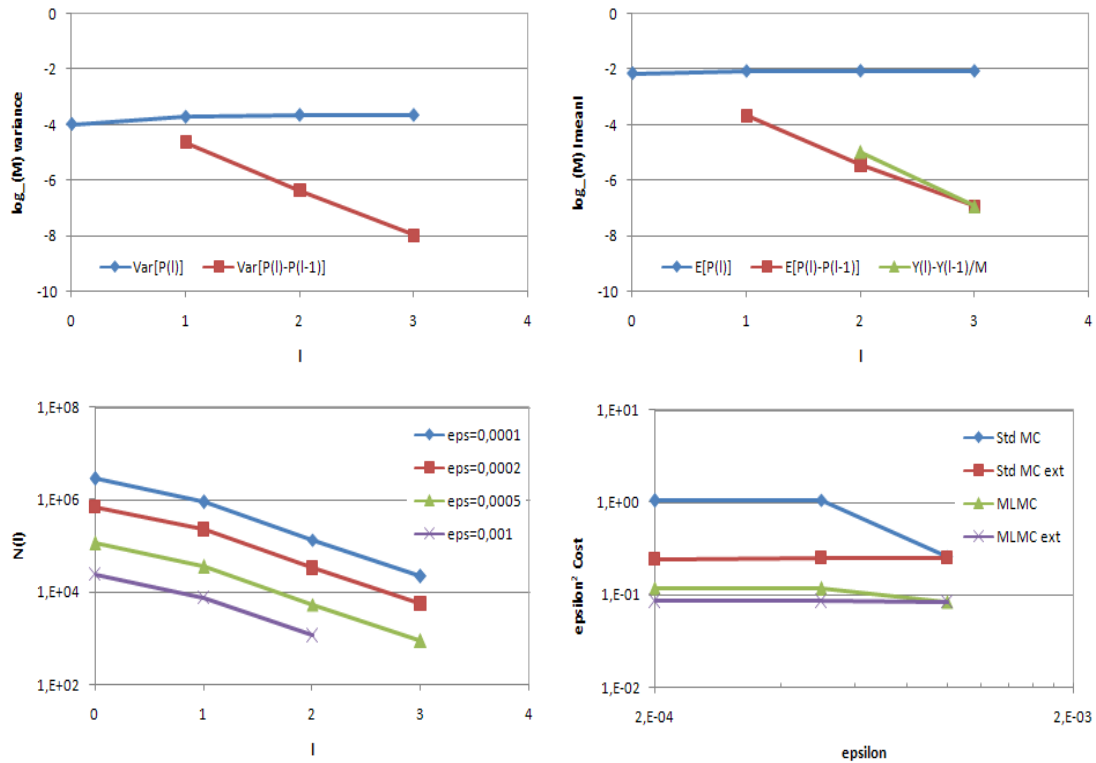 0
-2
-4
-6
-8
-10
log_(M) variance
Var[P(l)]
Var[P(l)-P(l-1)]
0 1 2 3 4
l
0
-2
-4
-6
-8
-10
log_(M) lmeanl
E[P(l)]
E[P(l)-P(l-1)]
Y(l)-Y(l-1)/M
0 1 2 3 4
l
1,E+08
1,E+06
1,E+04
1,E+02
N(l)
eps=0,0001
eps=0,0002
eps=0,0005
eps=0,001
0 1 2 3 4
l
1,E+01
1,E+00
1,E-01
1,E-02
epsilon² Cost
Std MC
Std MC ext
MLMC
MLMC ext
2,E-04 2,E-03
epsilon